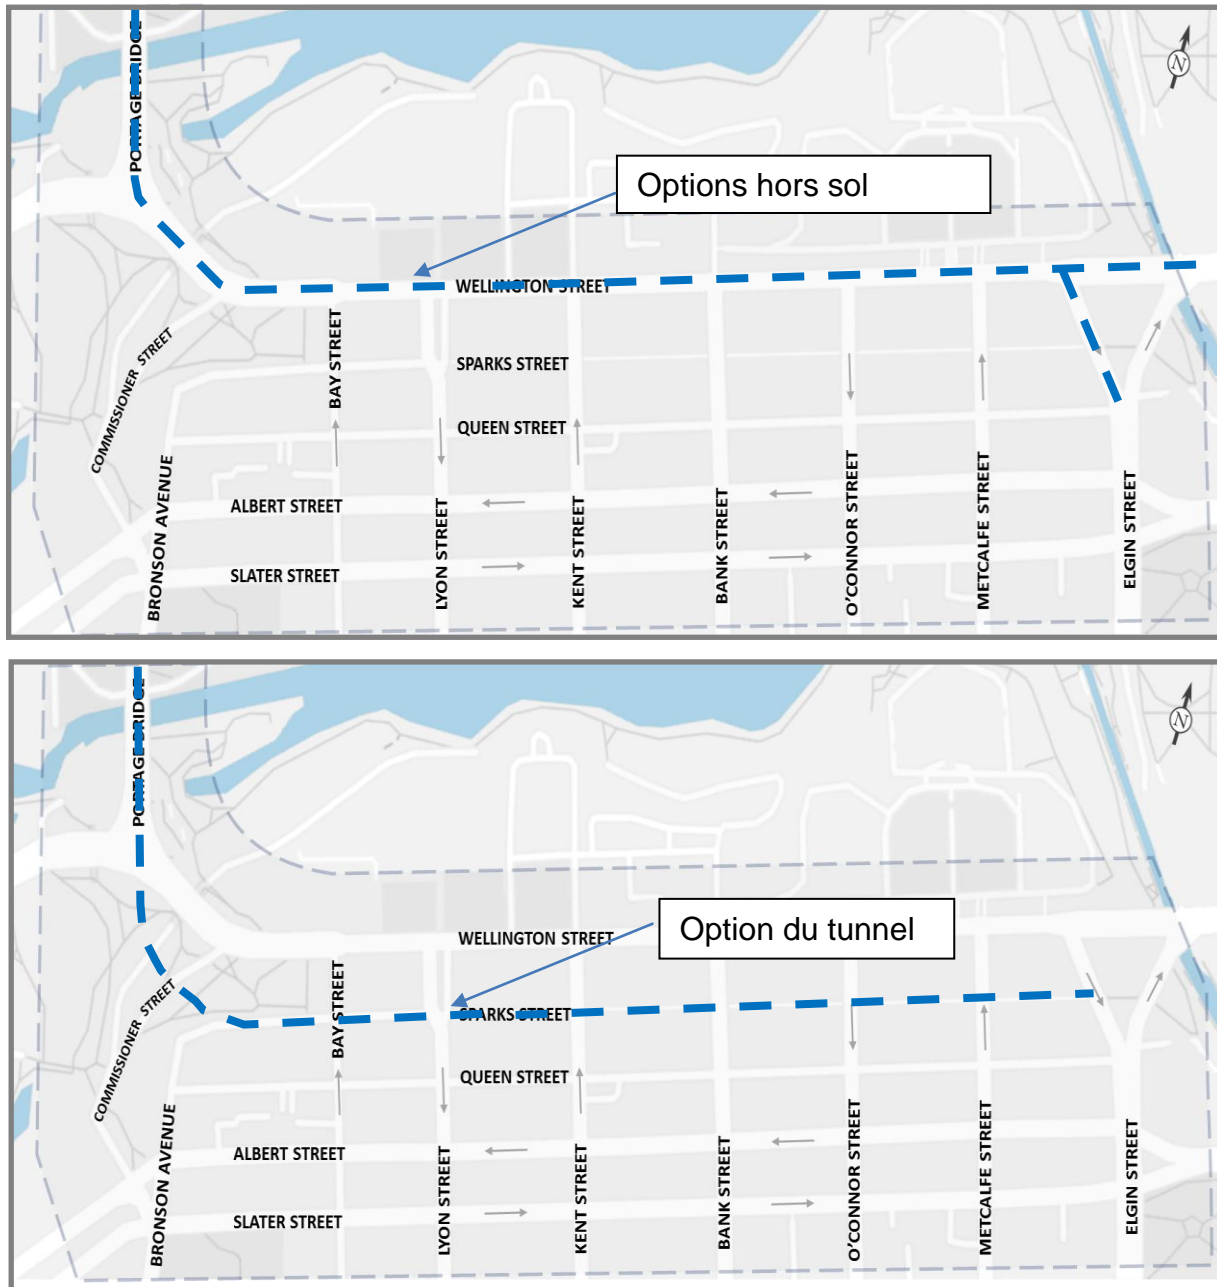 PORTAGE BRIDGE
N
Options hors sol
WELLINGTON STREET
COMMISSIONER STREET
BAY STREET
SPARKS STREET
QUEEN STREET
BRONSON AVENUE
ALBERT STREET
SLATER STREET
LYON STREET
KENT STREET
BANK STREET
O'CONNOR STREET
METCALFE STREET
ELGIN STREET
PORTAGE BRIDGE
N
Option du tunnel
WELLINGTON STREET
COMMISSIONER STREET
BAY STREET
SPARKS STREET
QUEEN STREET
BRONSON AVENUE
ALBERT STREET
SLATER STREET
LYON STREET
KENT STREET
BANK STREET
O'CONNOR STREET
METCALFE STREET
ELGIN STREET